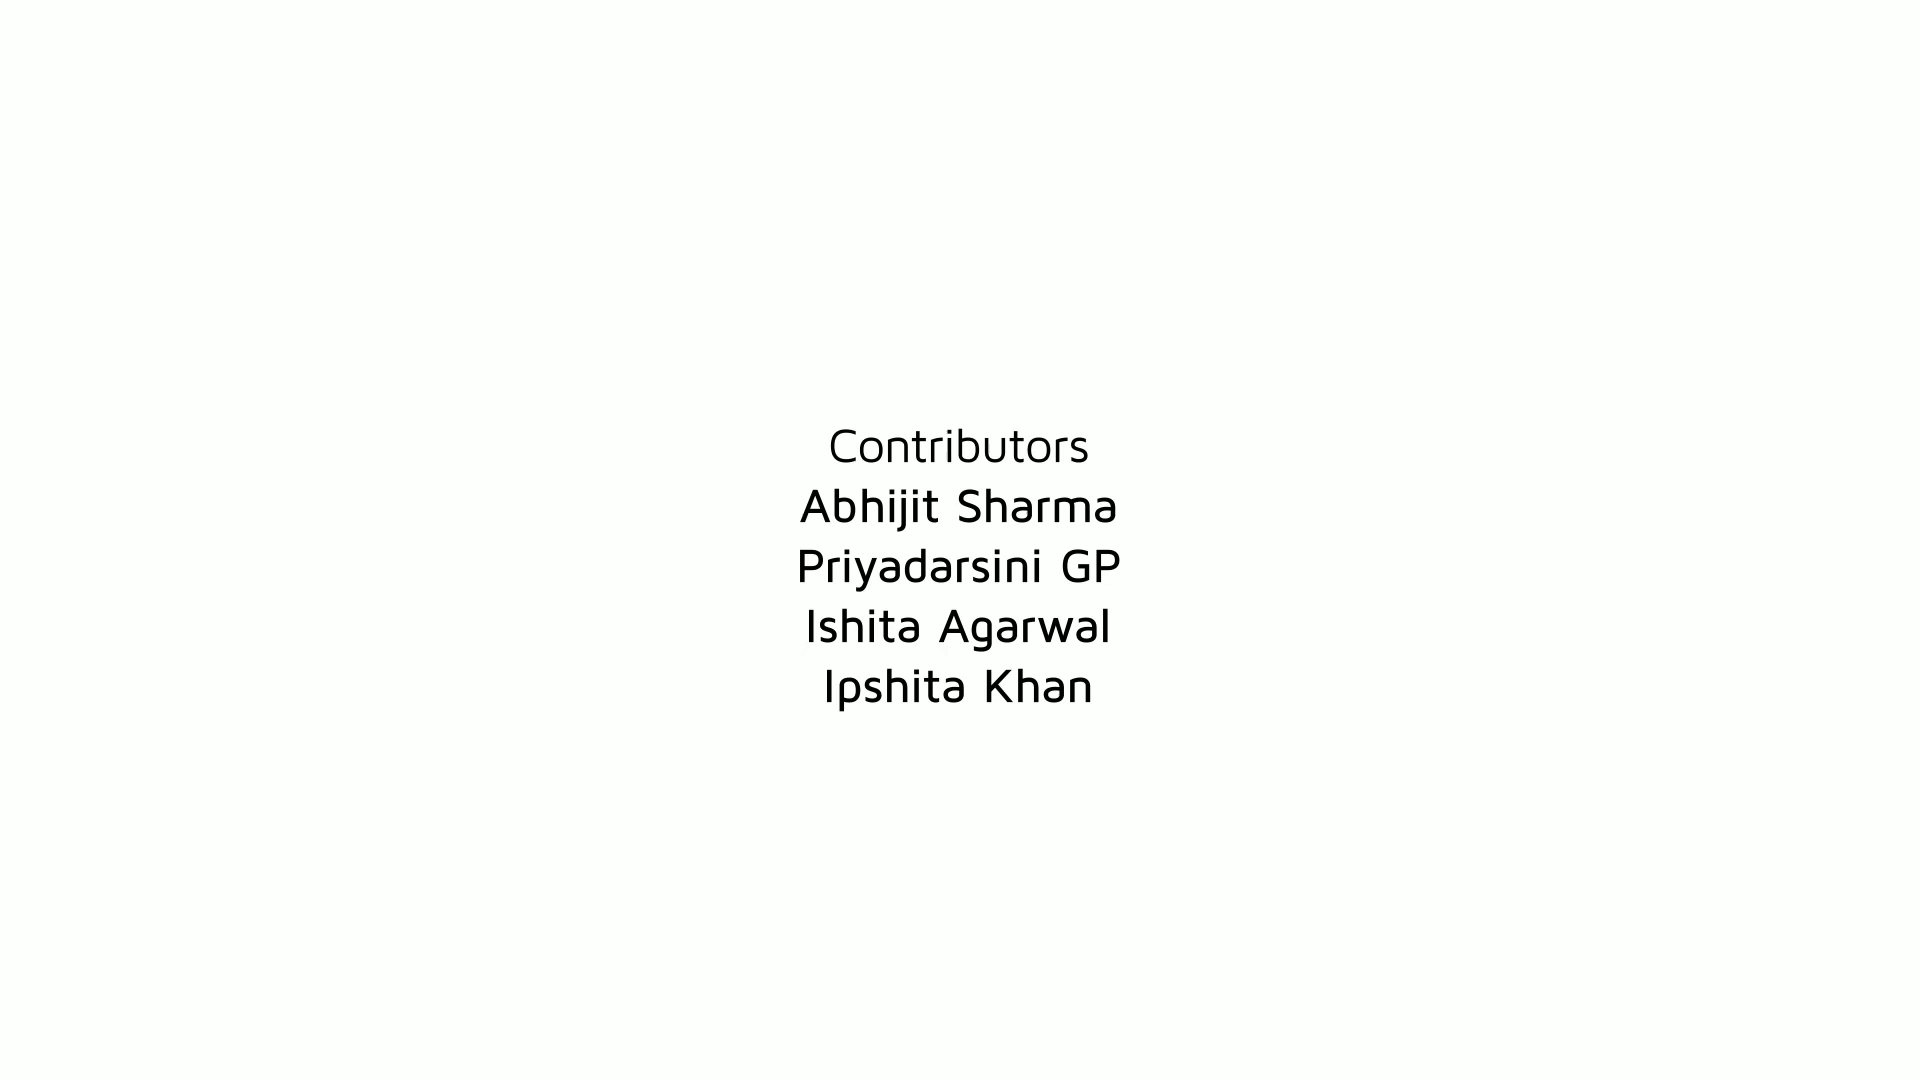 Contributors
Abhijit Sharma
Priyadarsini GP
Ishita Agarwal
Ipshita Khan